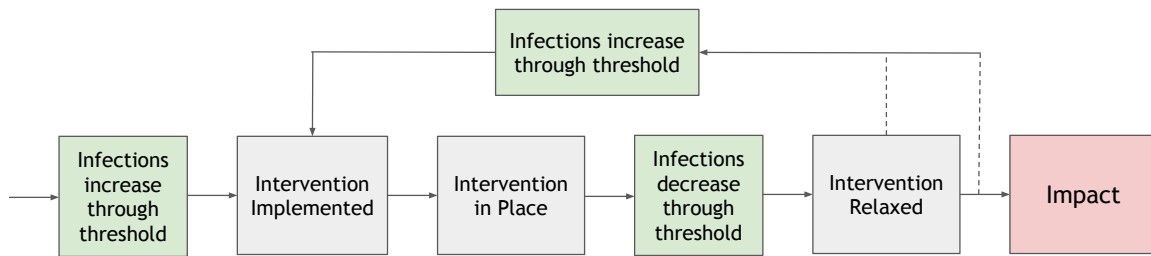 Infections increase
through threshold
Infections
increase
through
threshold
Intervention
Implemented
Intervention
in Place
Infections
decrease
through
threshold
Intervention
Relaxed
Impact